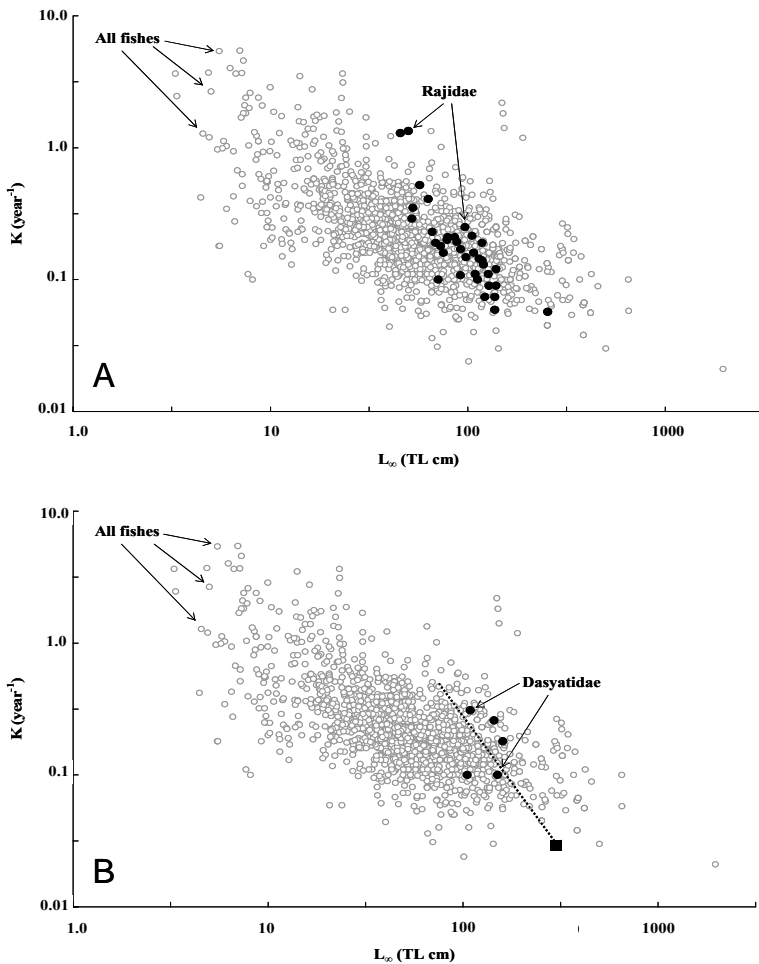 10.0
All fishes
Rajidae
1.0
K (year-1)
0.1
A
0.01
1.0
10
100
1000
L∞ (TL cm)
10.0
All fishes
1.0
Dasyatidae
K (year-1)
0.1
B
0.01
1.0
10
100
1000
L∞ (TL cm)